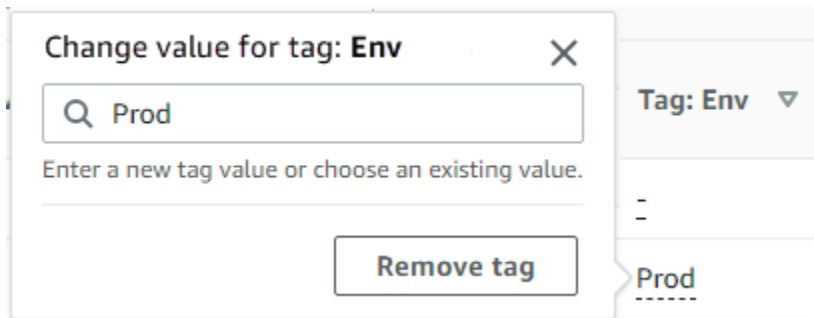 Change value for tag: Env
Prod
Enter a new tag value or choose an existing value.
Remove tag
Tag: Env
-
Prod